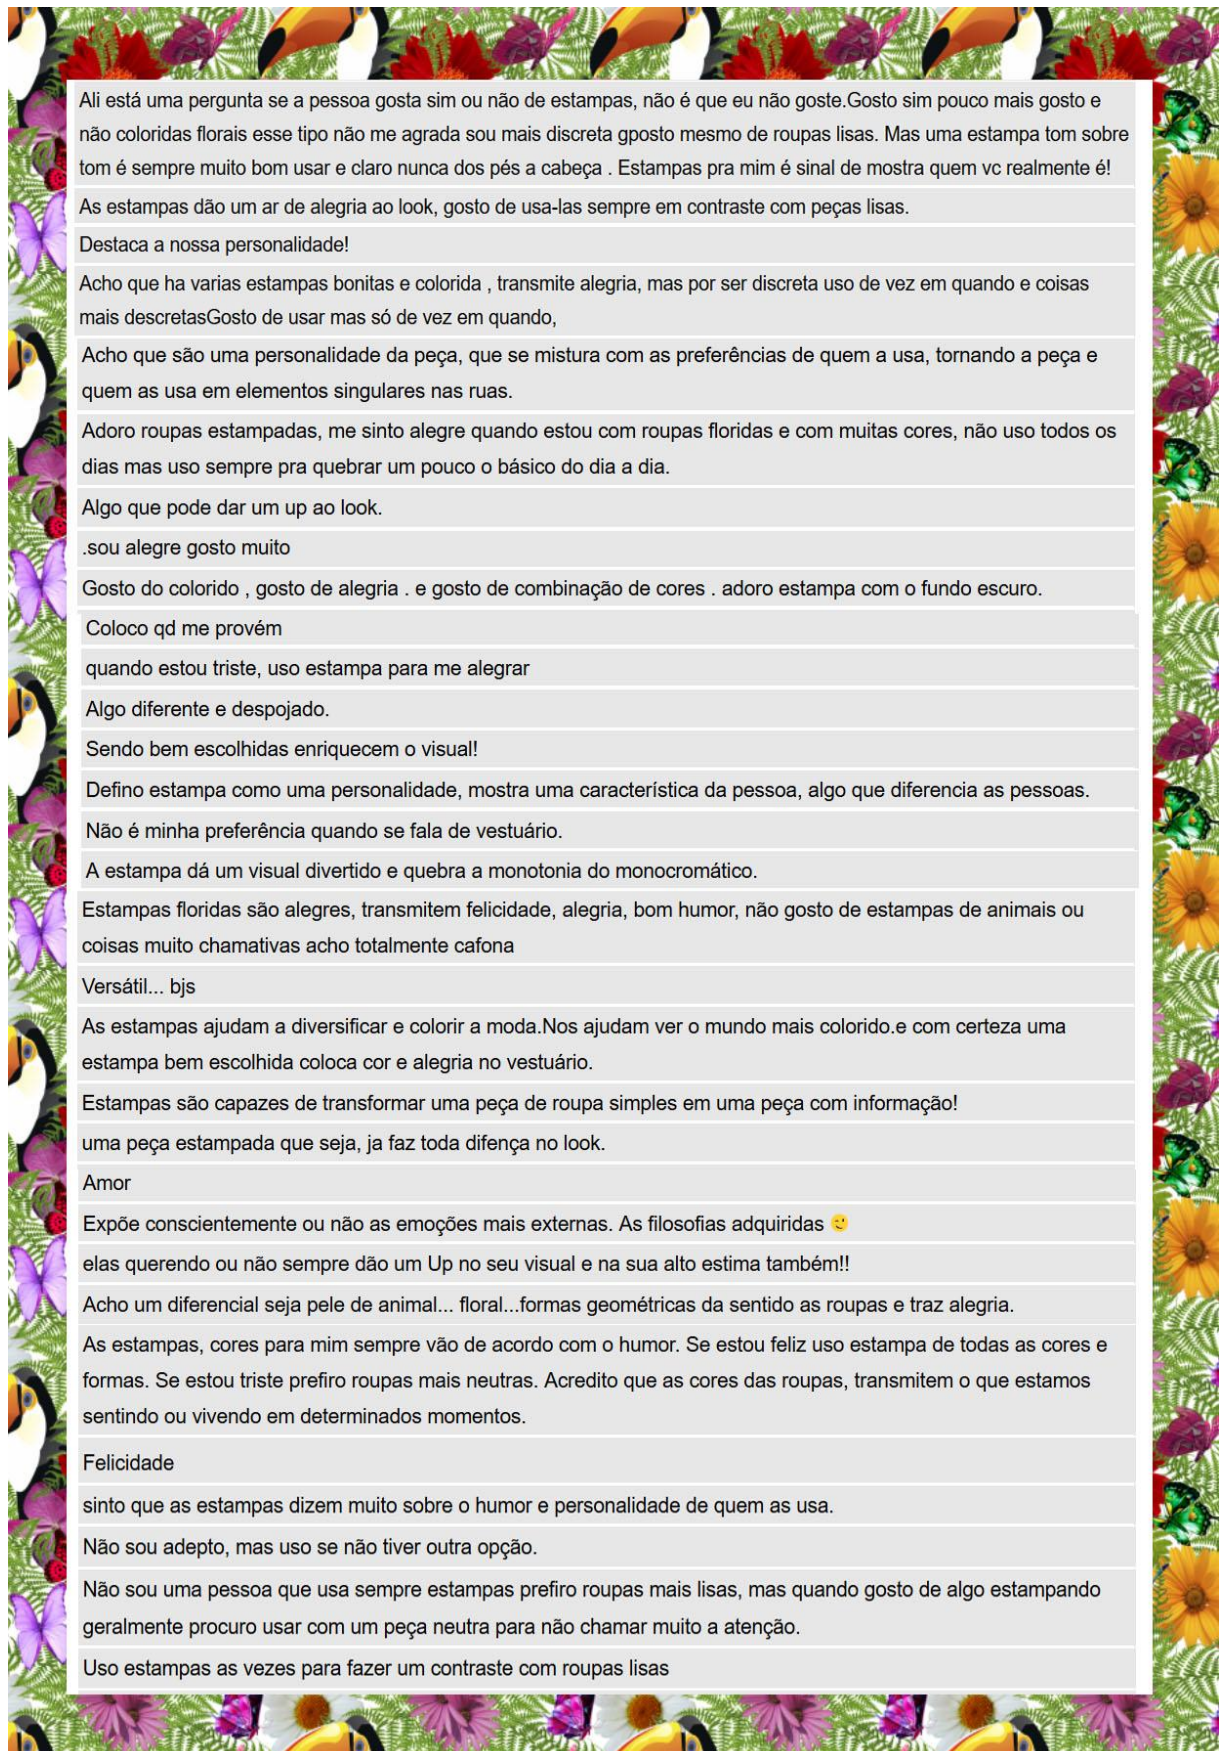 Ali está uma pergunta se a pessoa gosta sim ou não de estampas, não é que eu não goste.Gosto sim pouco mais gosto e
não coloridas florais esse tipo não me agrada sou mais discreta gposto mesmo de roupas lisas. Mas uma estampa tom sobre
tom é sempre muito bom usar e claro nunca dos pés a cabeça . Estampas pra mim é sinal de mostra quem vc realmente é!
As estampas dão um ar de alegria ao look, gosto de usa-las sempre em contraste com peças lisas.
Destaca a nossa personalidade!
Acho que ha varias estampas bonitas e colorida , transmite alegria, mas por ser discreta uso de vez em quando e coisas
mais descretasGosto de usar mas só de vez em quando,
Acho que são uma personalidade da peça, que se mistura com as preferências de quem a usa, tornando a peça e
quem as usa em elementos singulares nas ruas.
Adoro roupas estampadas, me sinto alegre quando estou com roupas floridas e com muitas cores, não uso todos os
dias mas uso sempre pra quebrar um pouco o básico do dia a dia.
Algo que pode dar um up ao look.
.sou alegre gosto muito
Gosto do colorido , gosto de alegria . e gosto de combinação de cores . adoro estampa com o fundo escuro.
Coloco qd me provém
quando estou triste, uso estampa para me alegrar
Algo diferente e despojado.
Sendo bem escolhidas enriquecem o visual!
Defino estampa como uma personalidade, mostra uma característica da pessoa, algo que diferencia as pessoas.
Não é minha preferência quando se fala de vestuário.
A estampa dá um visual divertido e quebra a monotonia do monocromático.
Estampas floridas são alegres, transmitem felicidade, alegria, bom humor, não gosto de estampas de animais ou
coisas muito chamativas acho totalmente cafona
Versátil... bjs
As estampas ajudam a diversificar e colorir a moda.Nos ajudam ver o mundo mais colorido.e com certeza uma
estampa bem escolhida coloca cor e alegria no vestuário.
Estampas são capazes de transformar uma peça de roupa simples em uma peça com informação!
uma peça estampada que seja, ja faz toda difença no look.
Amor
Expõe conscientemente ou não as emoções mais externas. As filosofias adquiridas 😉
elas querendo ou não sempre dão um Up no seu visual e na sua alto estima também!!
Acho um diferencial seja pele de animal... floral...formas geométricas da sentido as roupas e traz alegria.
As estampas, cores para mim sempre vão de acordo com o humor. Se estou feliz uso estampa de todas as cores e
formas. Se estou triste prefiro roupas mais neutras. Acredito que as cores das roupas, transmitem o que estamos
sentindo ou vivendo em determinados momentos.
Felicidade
sinto que as estampas dizem muito sobre o humor e personalidade de quem as usa.
Não sou adepto, mas uso se não tiver outra opção.
Não sou uma pessoa que usa sempre estampas prefiro roupas mais lisas, mas quando gosto de algo estampando
geralmente procuro usar com um peça neutra para não chamar muito a atenção.
Uso estampas as vezes para fazer um contraste com roupas lisas